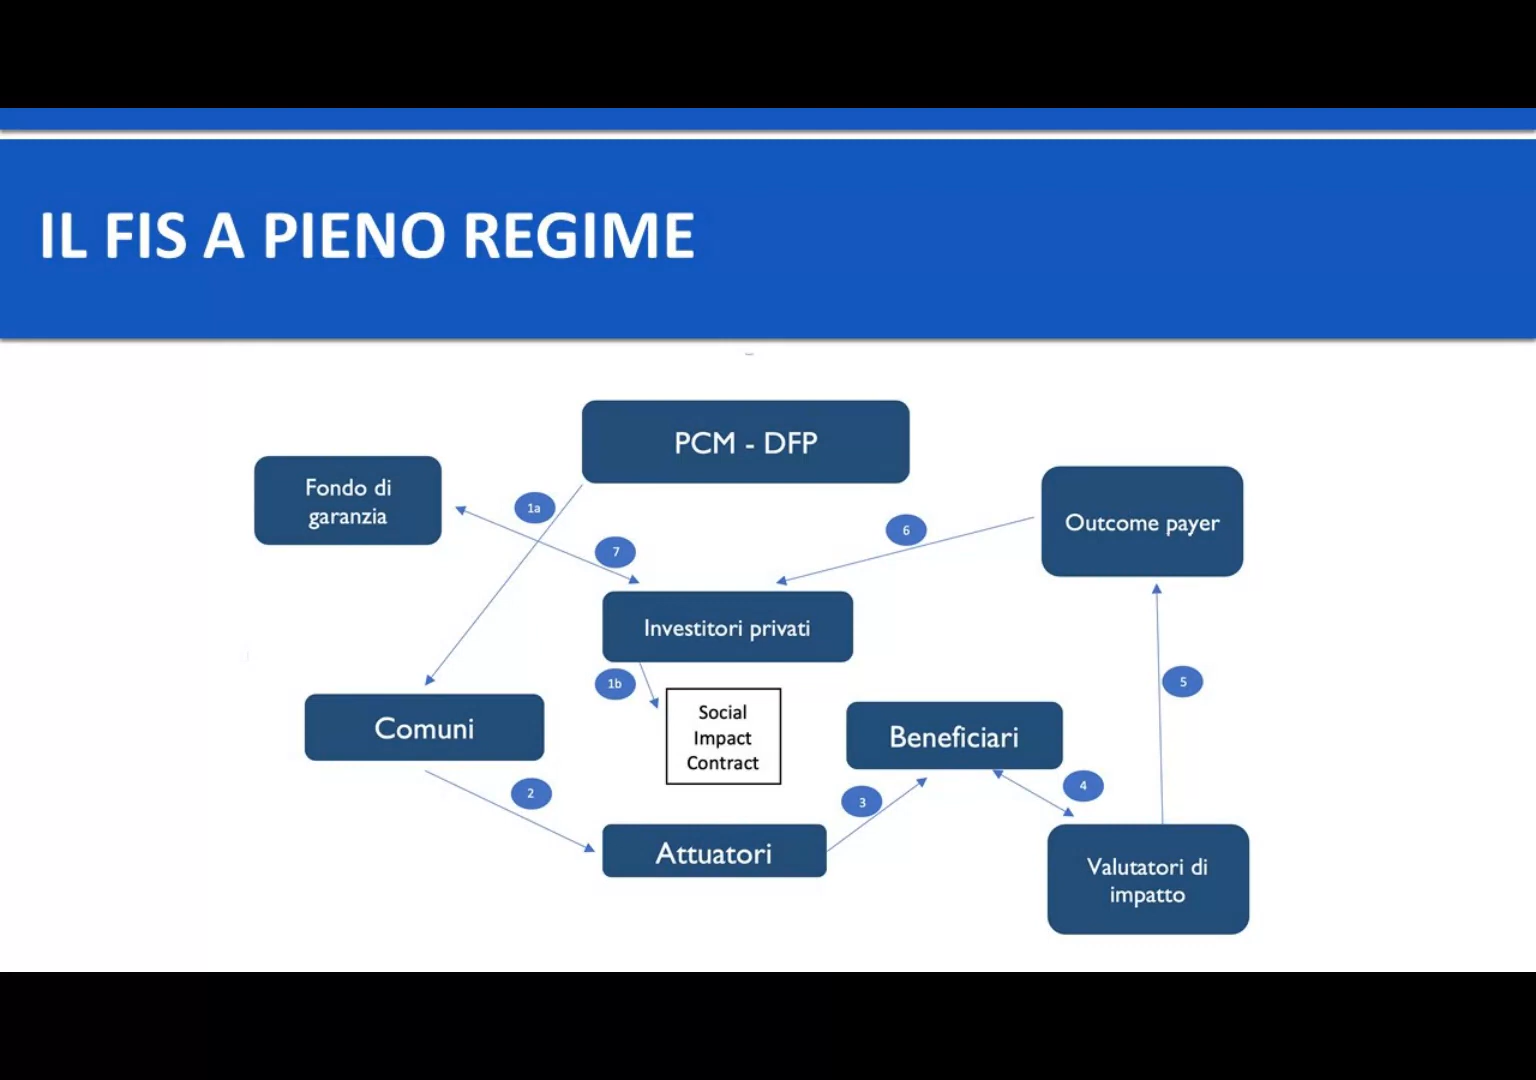 IL FIS A PIENO REGIME
PCM - DFP
Fondo di
garanzia
1a
7
6
Outcome payer
Investitori privati
1b
5
Social
Impact
Contract
Comuni
Beneficiari
2
3
4
Attuatori
Valutatori di
impatto